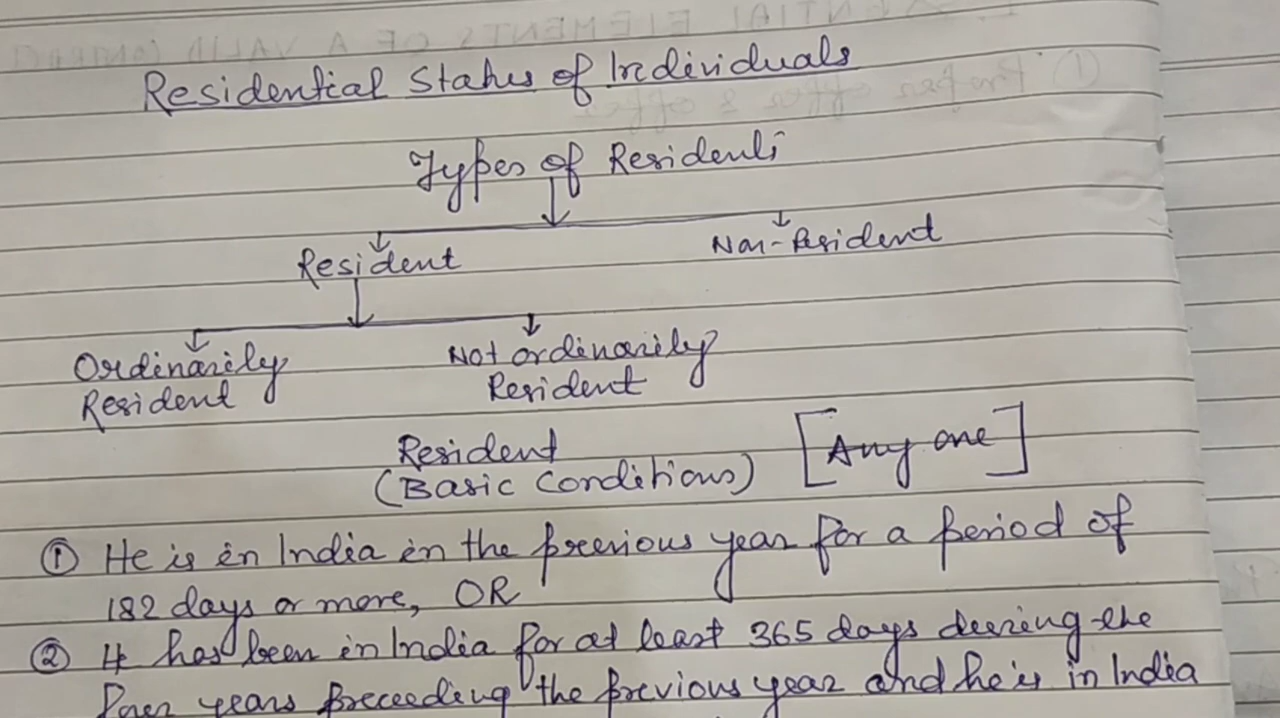 Residential Status of Individuals
Types of Residents
Resident Non-Resident
Ordinarily Not ordinarily
Resident Resident
Resident [Any one]
(Basic Conditions)
① He is in India in the previous year for a period of
182 days or more, OR
② It has been in India for at least 365 days during the
four years preceeding the previous year and he is in India